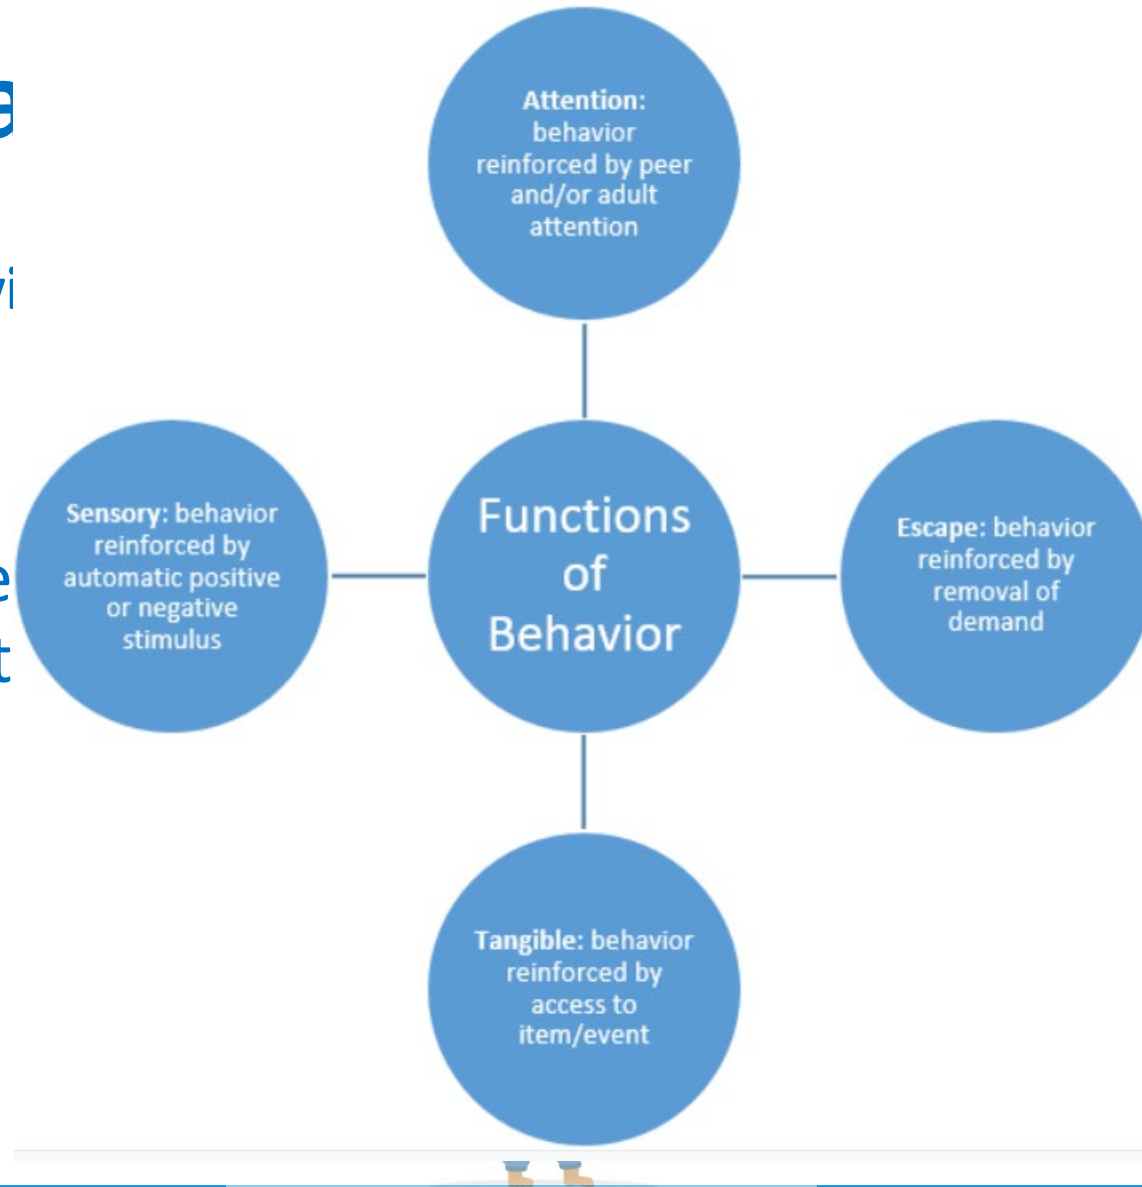 a
Attention:
behavior
reinforced by peer
and/or adult
attention
vi
Sensory: behavior
reinforced by
automatic positive
or negative
stimulus
e
t
Functions
of
Behavior
Escape: behavior
reinforced by
removal of
demand
Tangible: behavior
reinforced by
access to
item/event